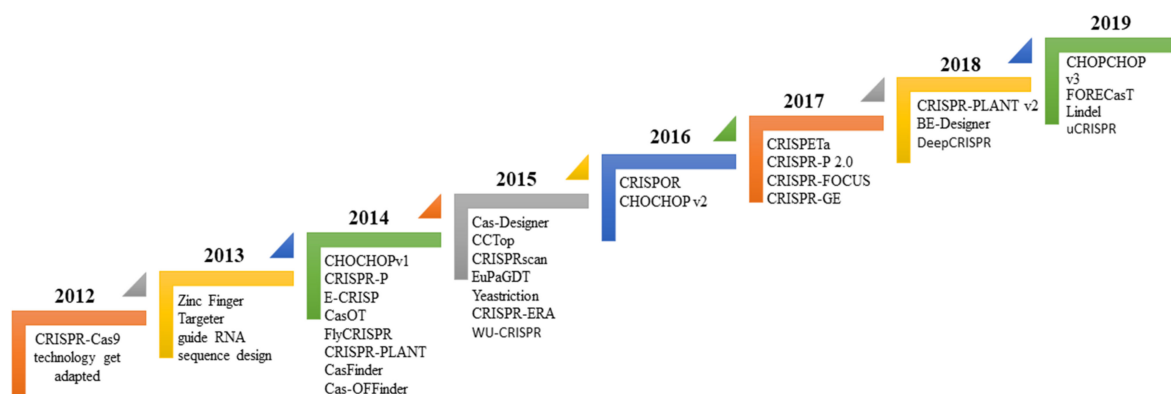 2012
CRISPR-Cas9
technology get
adapted
2013
Zinc Finger
Targeter
guide RNA
sequence design
2014
CHOCHOPv1
CRISPR-P
E-CRISP
CasOT
FlyCRISPR
CRISPR-PLANT
CasFinder
Cas-OFFinder
2015
Cas-Designer
CCTop
CRISPRscan
EuPaGDT
Yeastriction
CRISPR-ERA
WU-CRISPR
2016
CRISPOR
CHOCHOP v2
2017
CRISPETa
CRISPR-P 2.0
CRISPR-FOCUS
CRISPR-GE
2018
CRISPR-PLANT v2
BE-Designer
DeepCRISPR
2019
CHOPCHOP
v3
FORECasT
Lindel
uCRISPR